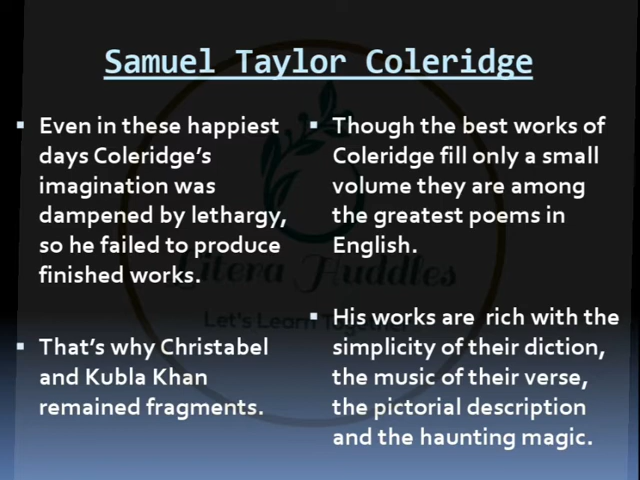 Samuel Taylor Coleridge
▪ Even in these happiest
days Coleridge's
imagination was
dampened by lethargy,
so he failed to produce
finished works.
▪ That's why Christabel
and Kubla Khan
remained fragments.
▪ Though the best works of
Coleridge fill only a small
volume they are among
the greatest poems in
English.
▪ His works are rich with the
simplicity of their diction,
the music of their verse,
the pictorial description
and the haunting magic.
Litera Huddles
Let's Learn Together